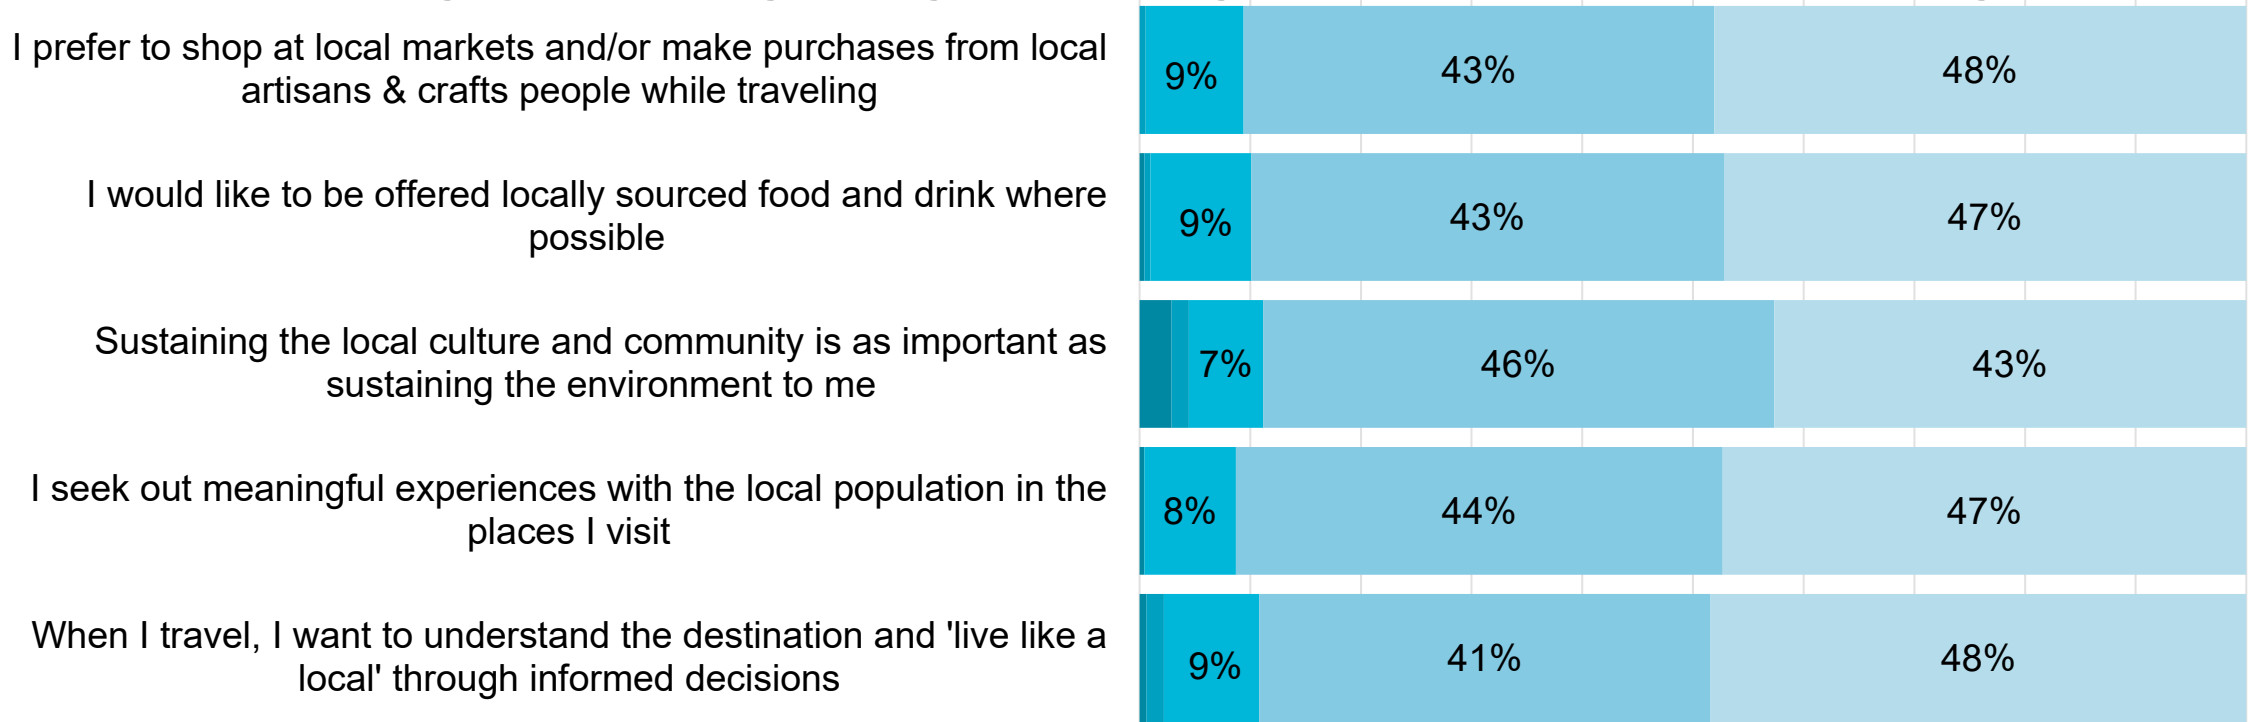 I prefer to shop at local markets and/or make purchases from local
artisans & crafts people while traveling
9% 43% 48%
I would like to be offered locally sourced food and drink where
possible
9% 43% 47%
Sustaining the local culture and community is as important as
sustaining the environment to me
7% 46% 43%
I seek out meaningful experiences with the local population in the
places I visit
8% 44% 47%
When I travel, I want to understand the destination and 'live like a
local' through informed decisions
9% 41% 48%